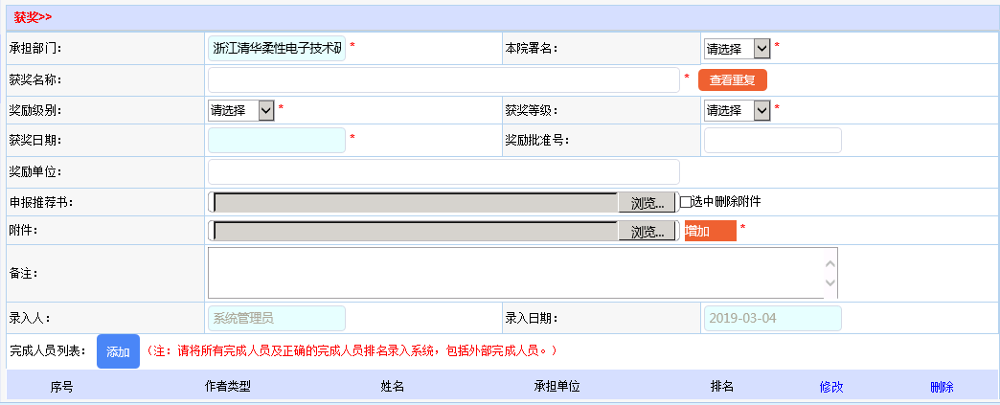 获奖>>
承担部门： 浙江清华柔性电子技术研 * 本院署名： 请选择 *
获奖名称： * 查看重复
奖励级别： 请选择 * 获奖等级： 请选择 *
获奖日期： * 奖励批准号：
奖励单位：
申报推荐书： 浏览... 选中删除附件
附件： 浏览... 增加 *
备注：
录入人： 系统管理员 录入日期： 2019-03-04
完成人员列表： 添加 （注：请将所有完成人员及正确的完成人员排名录入系统，包括外部完成人员。）
序号 作者类型 姓名 承担单位 排名 修改 删除